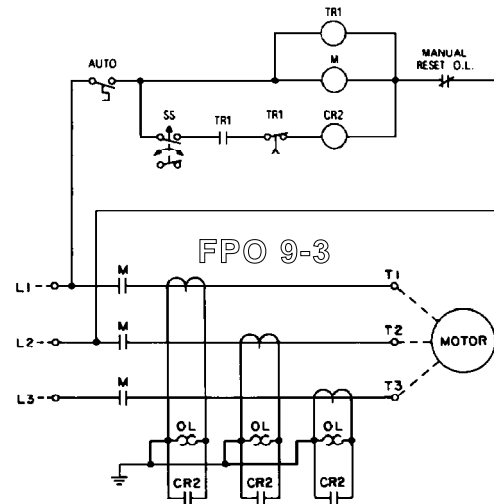 TR1
AUTO
M
MANUAL
RESET O.L.
SS
TR1
TR1
CR2
FPO 9-3
L1
M
T1
L2
M
T2
MOTOR
L3
M
T3
OL
OL
OL
CR2
CR2
CR2